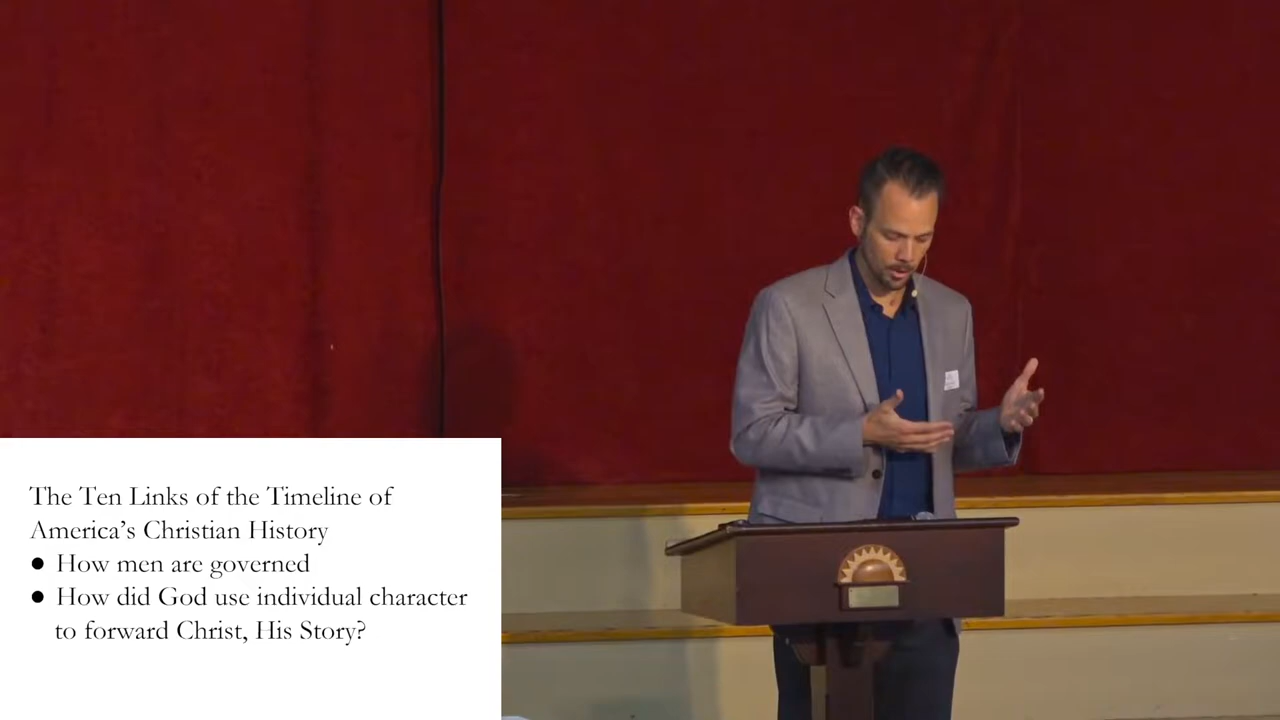 The Ten Links of the Timeline of
America's Christian History
● How men are governed
● How did God use individual character
to forward Christ, His Story?